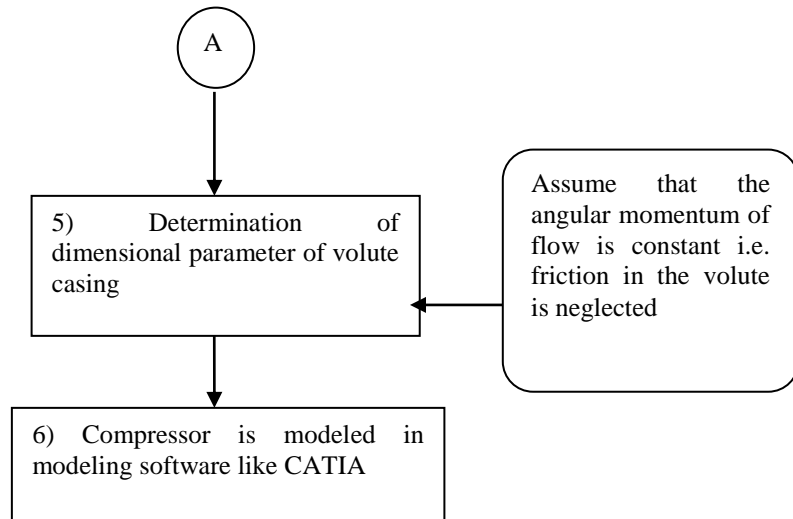 A
5) Determination of
dimensional parameter of volute
casing
Assume that the
angular momentum of
flow is constant i.e.
friction in the volute
is neglected
6) Compressor is modeled in
modeling software like CATIA